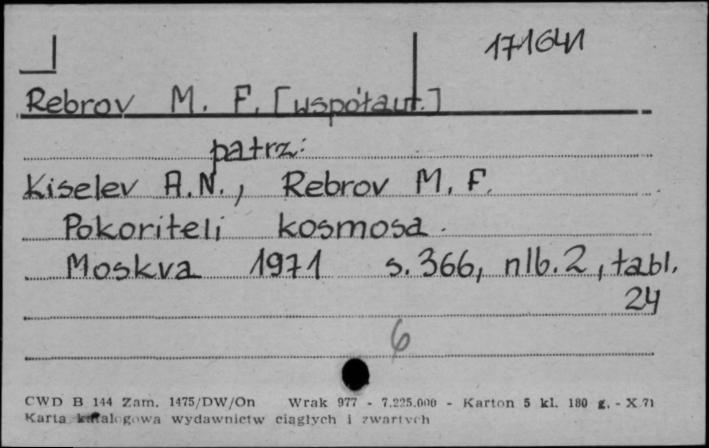 171641
Rebrov M. F. [współaut.]
patrz:
Kiselev A.N., Rebrov M. F.
Pokoriteli kosmosa.
Moskva 1971 s. 366, nlb. 2, tabl.
24
6
CWD B 144 Zam. 1475/DW/On Wrak 977 - 7.225.000 - Karton 5 kl. 180 g. - X 71
Karta katalogowa wydawnictw ciągłych i zwartych